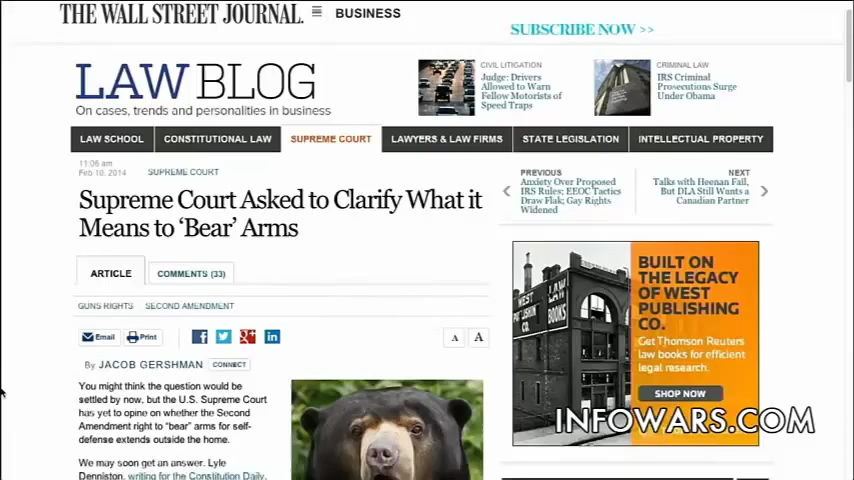 THE WALL STREET JOURNAL.
BUSINESS
SUBSCRIBE NOW >>
LAW BLOG
On cases, trends and personalities in business
CIVIL LITIGATION
Judge: Drivers
Allowed to Warn
Fellow Motorists of
Speed Traps
CRIMINAL LAW
IRS Criminal
Prosecutions Surge
Under Obama
LAW SCHOOL
CONSTITUTIONAL LAW
SUPREME COURT
LAWYERS & LAW FIRMS
STATE LEGISLATION
INTELLECTUAL PROPERTY
11:06 am
Feb 10, 2014
SUPREME COURT
Supreme Court Asked to Clarify What it
Means to ‘Bear’ Arms
PREVIOUS
Anxiety Over Proposed
IRS Rules; EEOC Tactics
Draw Flak; Gay Rights
Widened
NEXT
Talks with Heenan Fail,
But DLA Still Wants a
Canadian Partner
ARTICLE
COMMENTS (33)
GUNS RIGHTS
SECOND AMENDMENT
Email
Print
A
A
By JACOB GERSHMAN
CONNECT
You might think the question would be
settled by now, but the U.S. Supreme Court
has yet to opine on whether the Second
Amendment right to “bear” arms for self-
defense extends outside the home.
We may soon get an answer. Lyle
Denniston, writing for the Constitution Daily,
WEST
PUBLISHING CO.
LAW
BOOKS
BUILT ON
THE LEGACY
OF WEST
PUBLISHING
CO.
Get Thomson Reuters
law books for efficient
legal research.
SHOP NOW
INFOWARS.COM